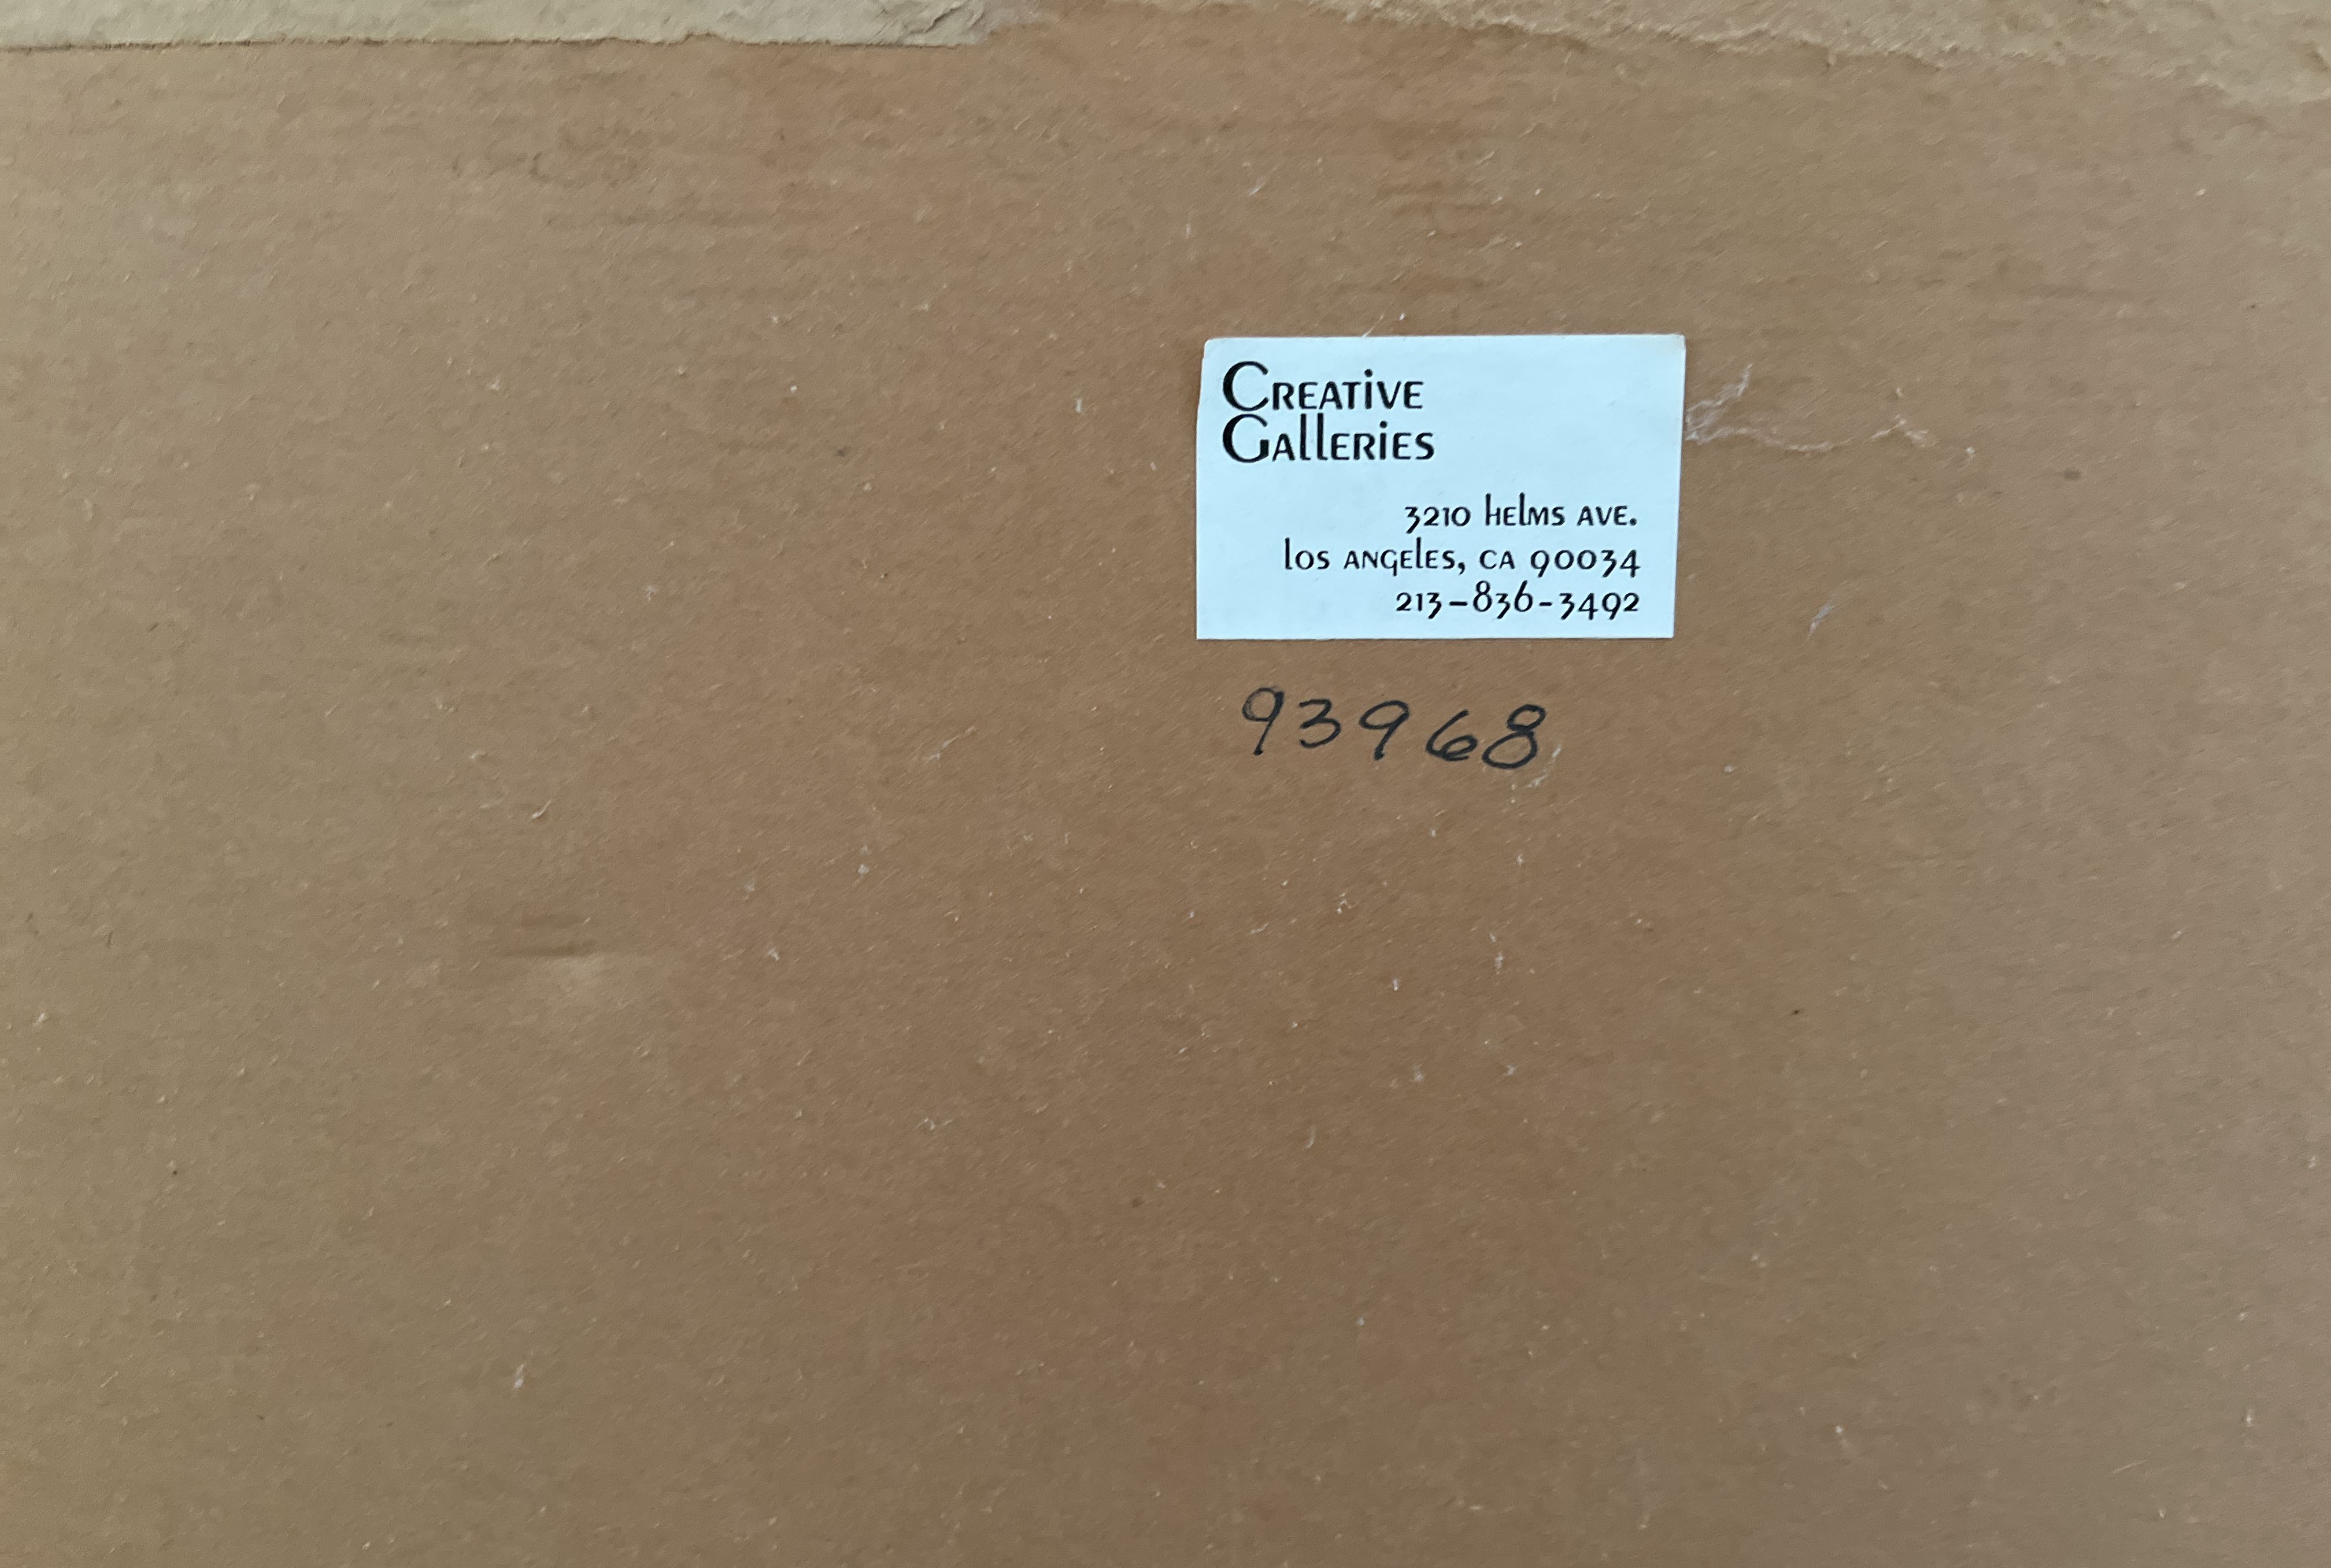 CREATiVE
GAllERiES
3210 hElMS AVE.
los ANGElES, CA 90034
213-836-3492
93968